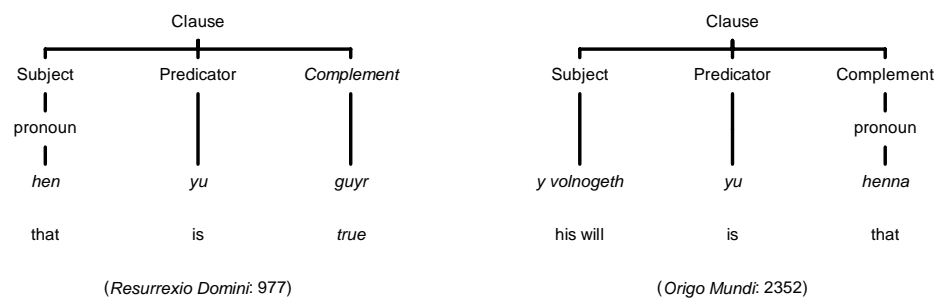 Clause Clause
Subject Predicator Complement Subject Predicator Complement
pronoun pronoun
hen yu guyr y volnogeth yu henna
that is true his will is that
(Resurrexio Domini: 977) (Origo Mundi: 2352)